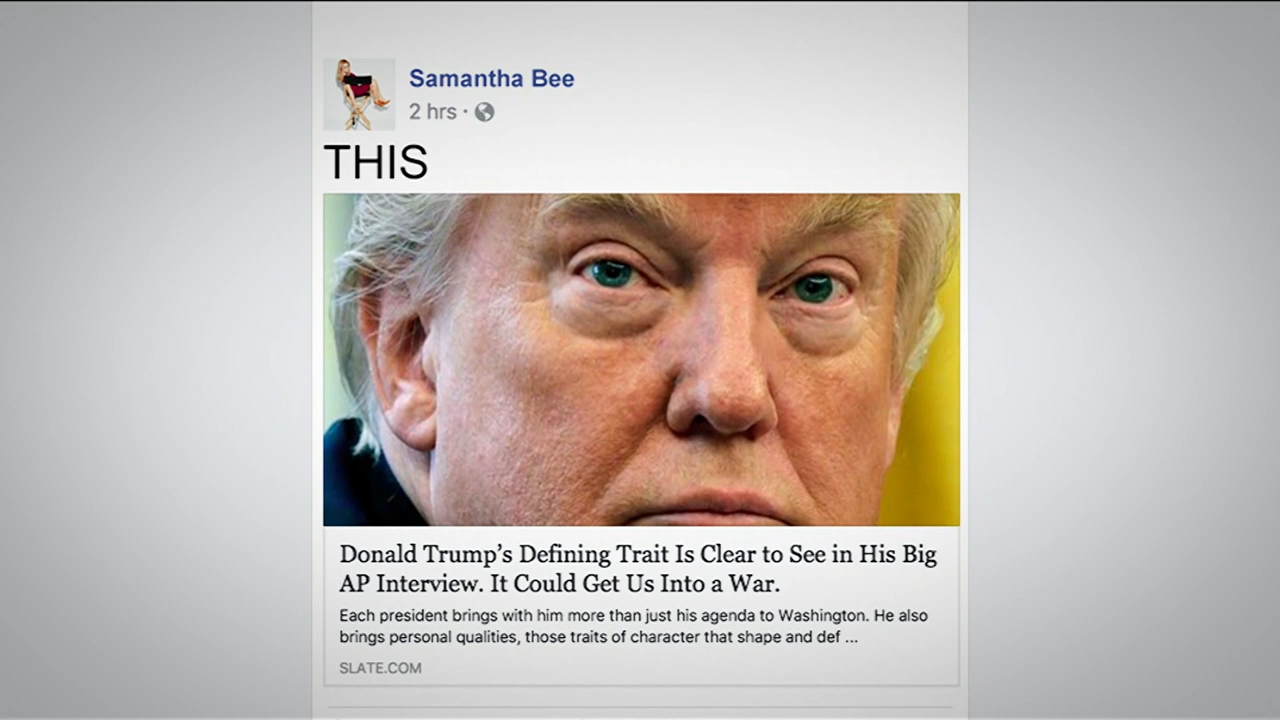 Samantha Bee
2 hrs ·
THIS
Donald Trump’s Defining Trait Is Clear to See in His Big
AP Interview. It Could Get Us Into a War.
Each president brings with him more than just his agenda to Washington. He also
brings personal qualities, those traits of character that shape and def ...
SLATE.COM